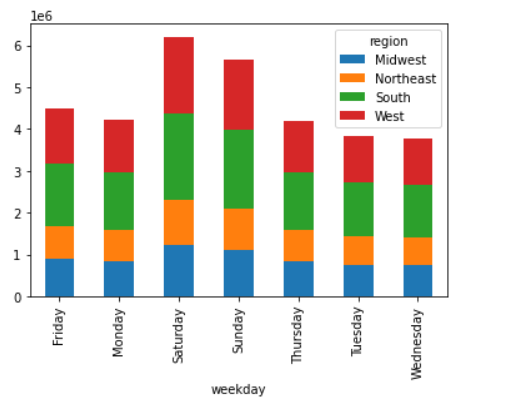 1e6
6
5
4
3
2
1
0
region
Midwest
Northeast
South
West
Friday
Monday
Saturday
Sunday
Thursday
Tuesday
Wednesday
weekday